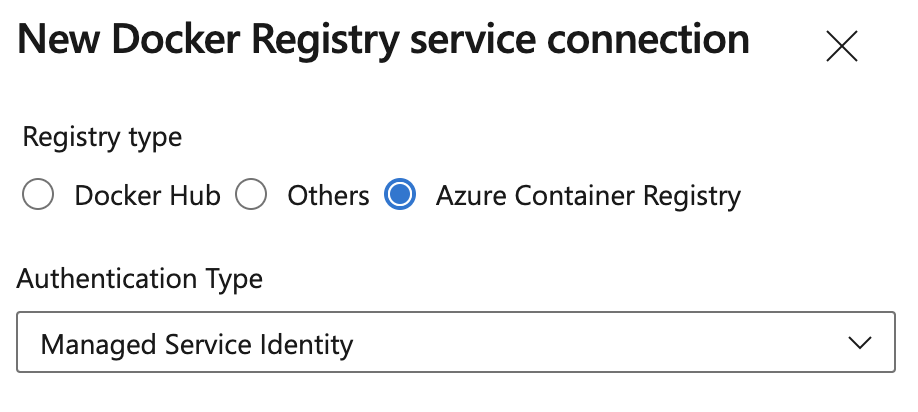 New Docker Registry service connection
Registry type
Docker Hub Others Azure Container Registry
Authentication Type
Managed Service Identity